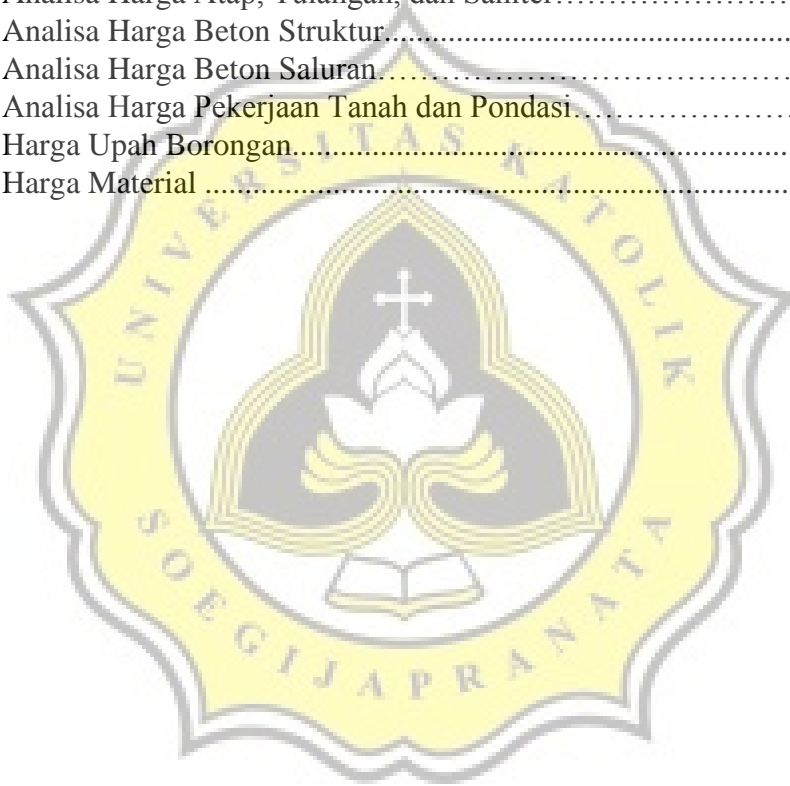 Analisa Harga Atap, Tulangan, dan Saniter……………………
Analisa Harga Beton Struktur..................................................
Analisa Harga Beton Saluran……………………………………
Analisa Harga Pekerjaan Tanah dan Pondasi……………………
Harga Upah Borongan................................................................
Harga Material ..........................................................................
UNIVERSITAS KATOLIK
SOEGIJAPRANATA